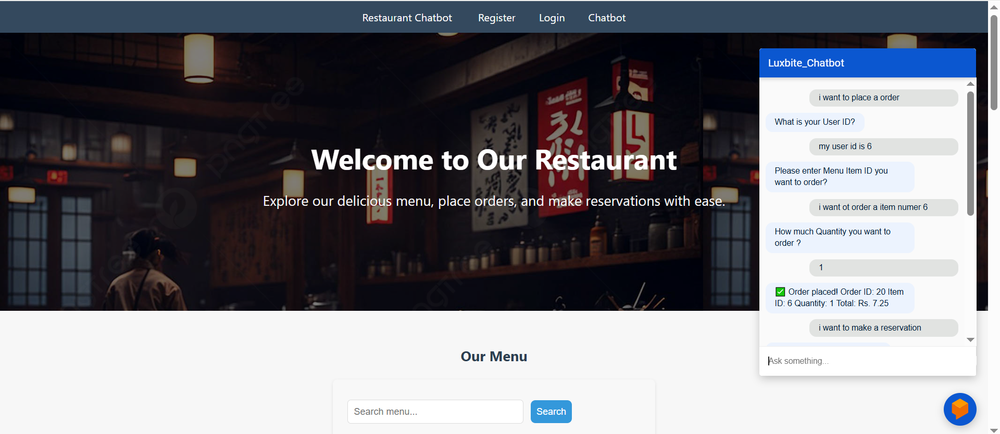 Restaurant Chatbot Register Login Chatbot
Welcome to Our Restaurant
Explore our delicious menu, place orders, and make reservations with ease.
Our Menu
Search menu... Search
Luxbite_Chatbot
i want to place a order
What is your User ID?
my user id is 6
Please enter Menu Item ID you
want to order?
i want ot order a item numer 6
How much Quantity you want to
order ?
1
✅ Order placed! Order ID: 20 Item
ID: 6 Quantity: 1 Total: Rs. 7.25
i want to make a reservation
Ask something...
pngtree